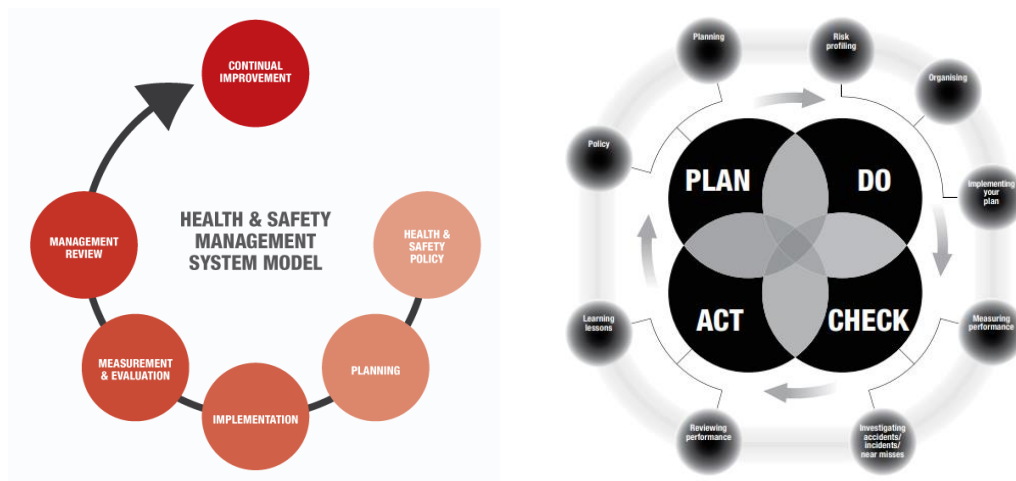 CONTINUAL
IMPROVEMENT
HEALTH & SAFETY
MANAGEMENT
SYSTEM MODEL
MANAGEMENT
REVIEW
HEALTH &
SAFETY
POLICY
MEASUREMENT
& EVALUATION
PLANNING
IMPLEMENTATION
Planning
Risk
profiling
Organising
Policy
PLAN
DO
Implementing
your
plan
ACT
CHECK
Learning
lessons
Measuring
performance
Reviewing
performance
Investigating
accidents/
incidents/
near misses